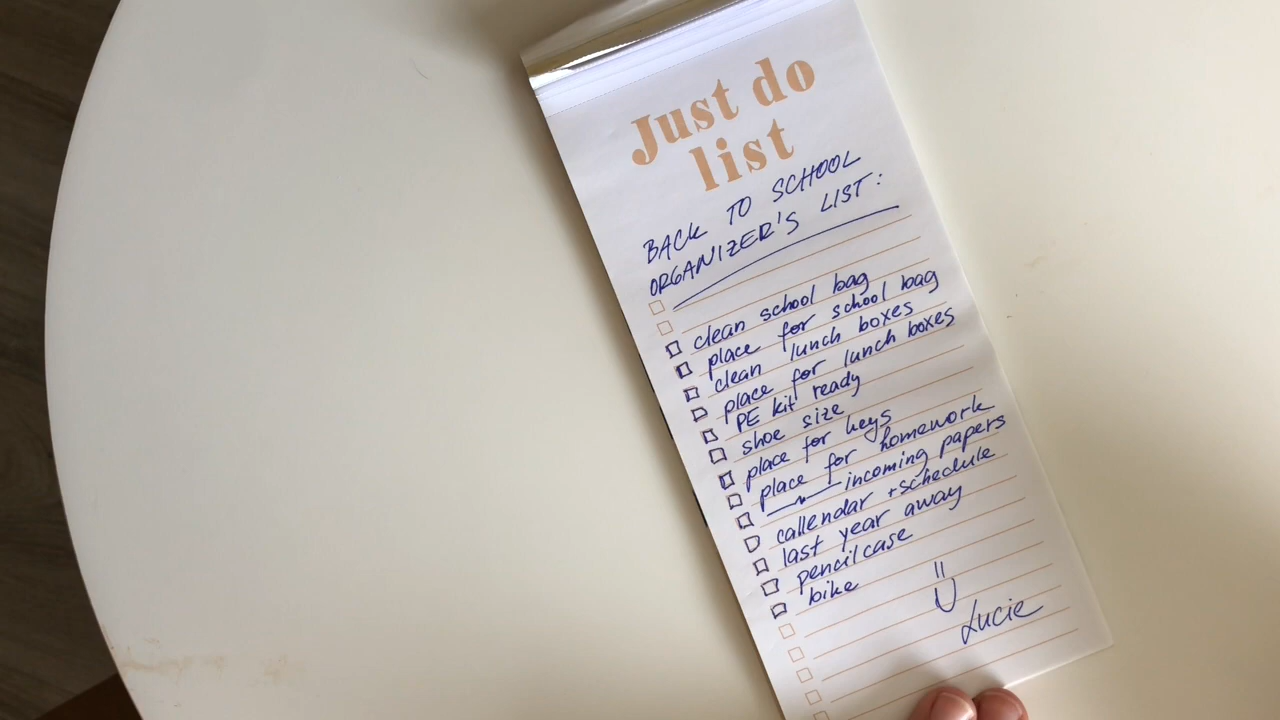 Just do
list
BACK TO SCHOOL
ORGANIZER'S LIST:
clean school bag
place for school bag
clean lunch boxes
place for lunch boxes
PE kit ready
shoe size
place for keys
place for homework
—"— incoming papers
callendar + schedule
last year away
pencil case
bike
Lucie